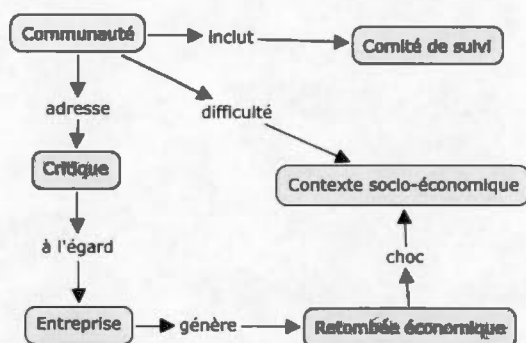 Communauté
inclut
Comité de suivi
adresse
difficulté
Critique
Contexte socio-économique
à l'égard
choc
Entreprise
génère
Retombée économique